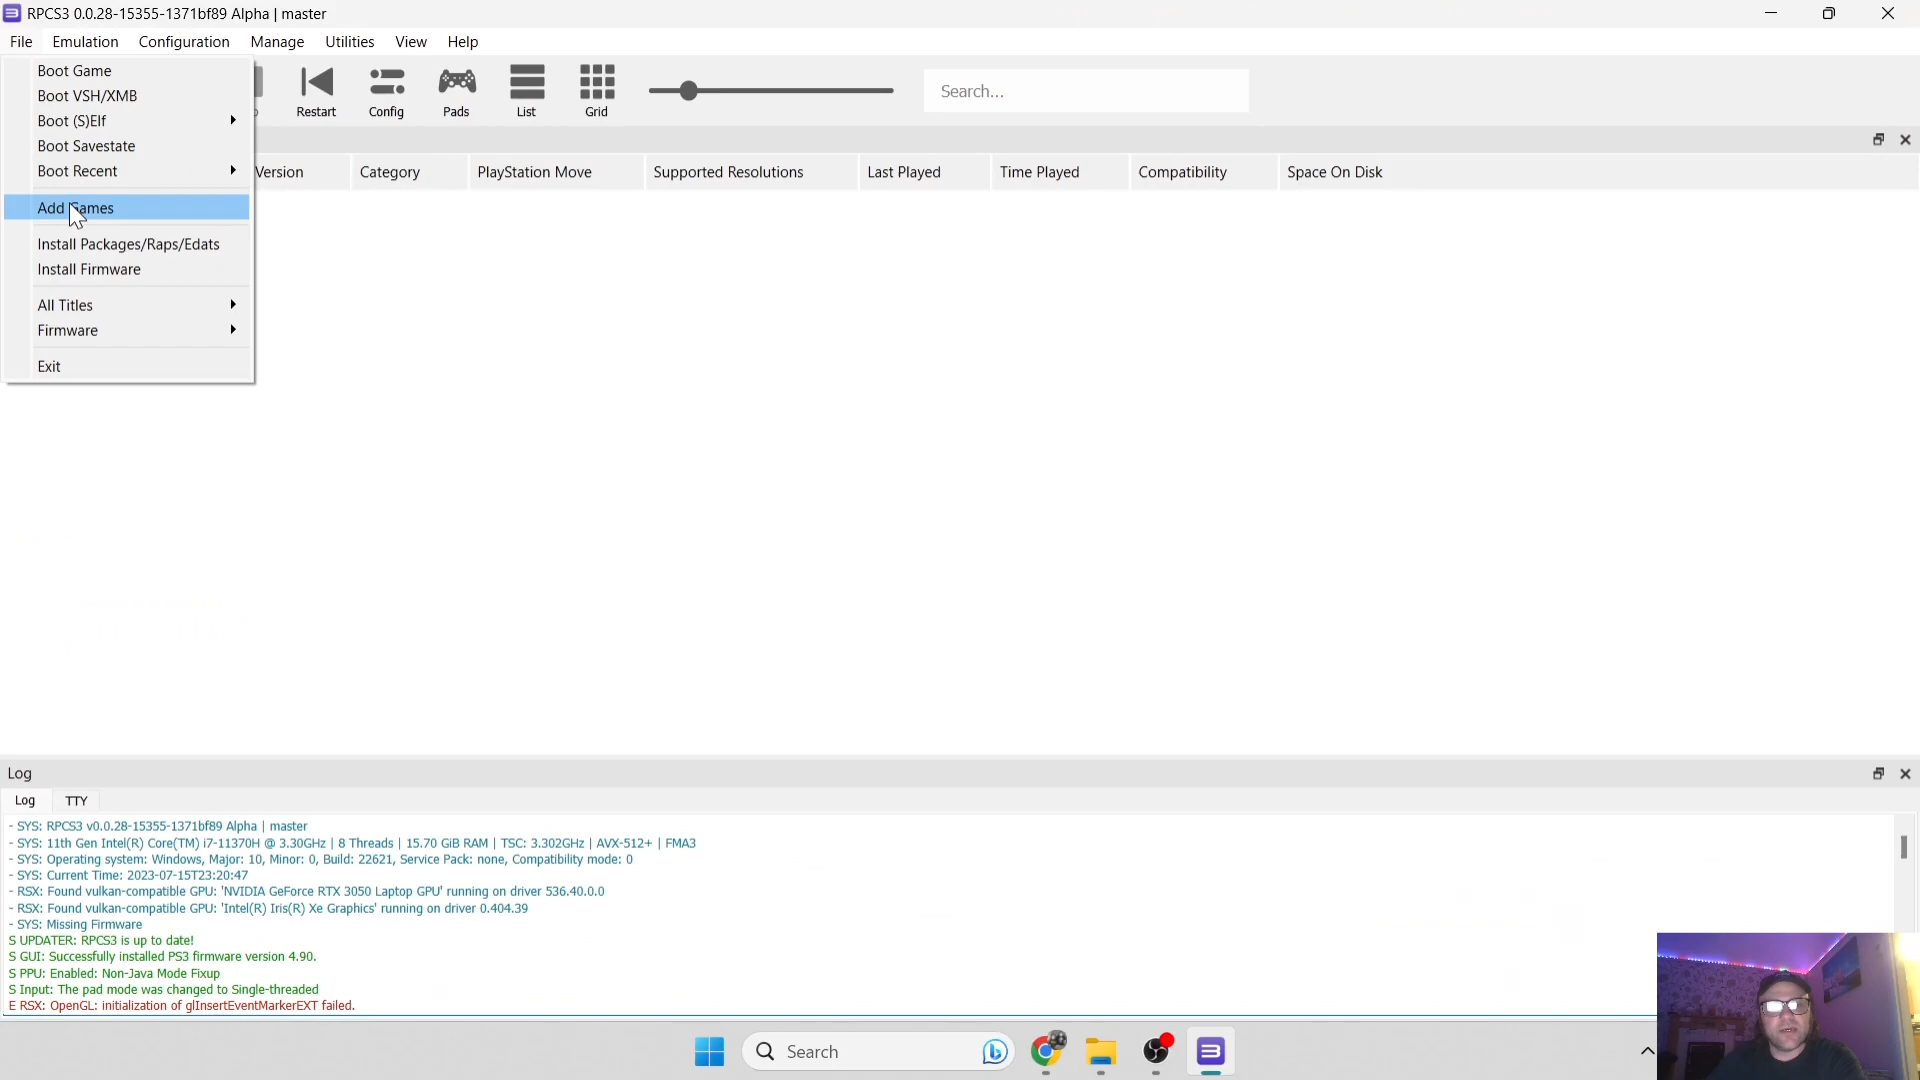 RPCS3 0.0.28-15355-1371bf89 Alpha | master
File Emulation Configuration Manage Utilities View Help
Boot Game
Boot VSH/XMB
Boot (S)Elf
Boot Savestate
Boot Recent
Add Games
Install Packages/Raps/Edats
Install Firmware
All Titles
Firmware
Exit
Restart Config Pads List Grid Search...
Version Category PlayStation Move Supported Resolutions Last Played Time Played Compatibility Space On Disk
Log
Log TTY
- SYS: RPCS3 v0.0.28-15355-1371bf89 Alpha | master
- SYS: 11th Gen Intel(R) Core(TM) i7-11370H @ 3.30GHz | 8 Threads | 15.70 GiB RAM | TSC: 3.302GHz | AVX-512+ | FMA3
- SYS: Operating system: Windows, Major: 10, Minor: 0, Build: 22621, Service Pack: none, Compatibility mode: 0
- SYS: Current Time: 2023-07-15T23:20:47
- RSX: Found vulkan-compatible GPU: 'NVIDIA GeForce RTX 3050 Laptop GPU' running on driver 536.40.0.0
- RSX: Found vulkan-compatible GPU: 'Intel(R) Iris(R) Xe Graphics' running on driver 0.404.39
- SYS: Missing Firmware
S UPDATER: RPCS3 is up to date!
S GUI: Successfully installed PS3 firmware version 4.90.
S PPU: Enabled: Non-Java Mode Fixup
S Input: The pad mode was changed to Single-threaded
E RSX: OpenGL: initialization of glInsertEventMarkerEXT failed.
Search